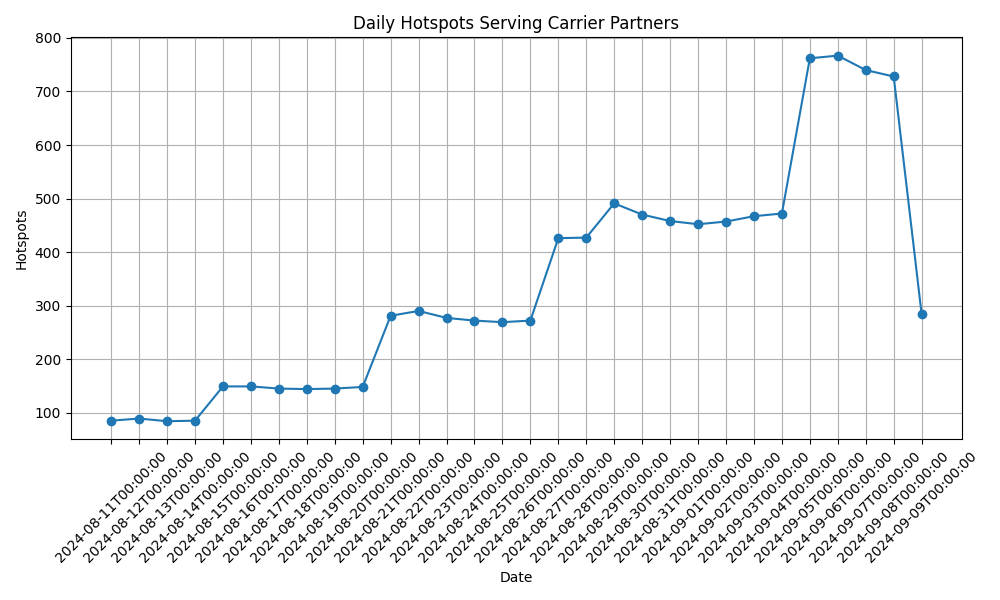 Daily Hotspots Serving Carrier Partners
800
700
600
500
400
300
200
100
Hotspots
2024-08-11T00:00:00
2024-08-12T00:00:00
2024-08-13T00:00:00
2024-08-14T00:00:00
2024-08-15T00:00:00
2024-08-16T00:00:00
2024-08-17T00:00:00
2024-08-18T00:00:00
2024-08-19T00:00:00
2024-08-20T00:00:00
2024-08-21T00:00:00
2024-08-22T00:00:00
2024-08-23T00:00:00
2024-08-24T00:00:00
2024-08-25T00:00:00
2024-08-26T00:00:00
2024-08-27T00:00:00
2024-08-28T00:00:00
2024-08-29T00:00:00
2024-08-30T00:00:00
2024-08-31T00:00:00
2024-09-01T00:00:00
2024-09-02T00:00:00
2024-09-03T00:00:00
2024-09-04T00:00:00
2024-09-05T00:00:00
2024-09-06T00:00:00
2024-09-07T00:00:00
2024-09-08T00:00:00
2024-09-09T00:00:00
Date